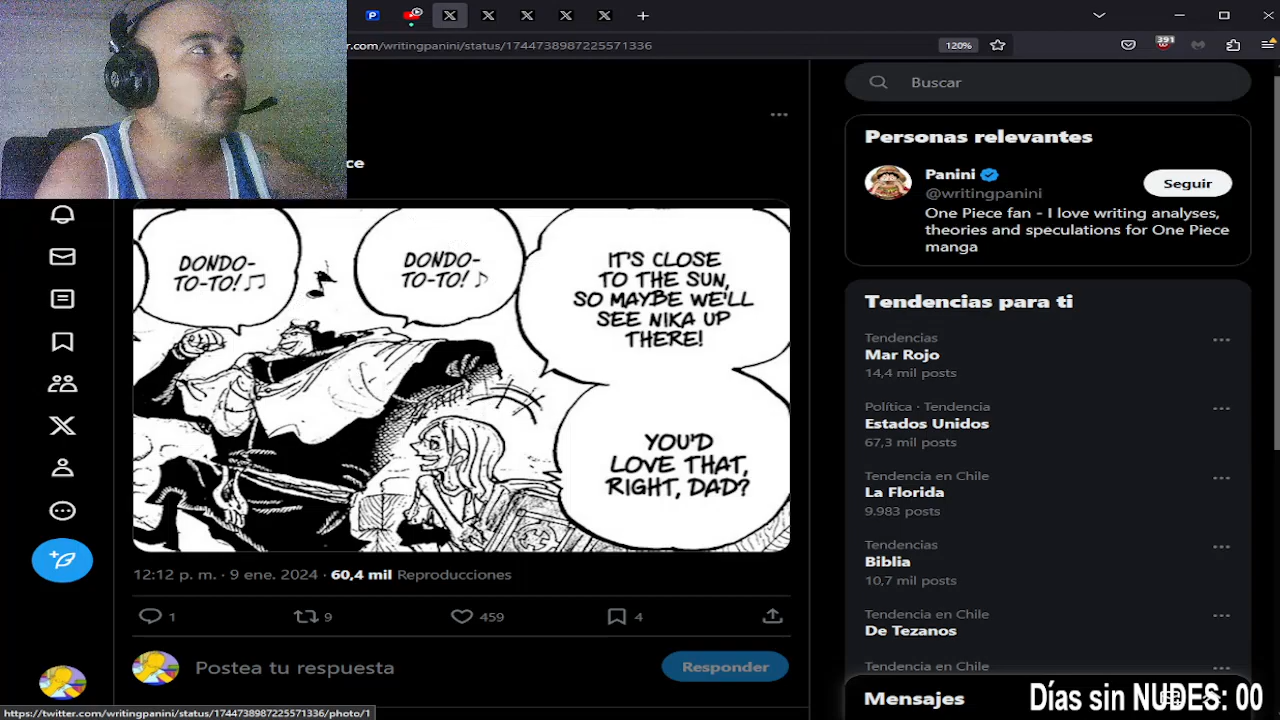 r.com/writingpanini/status/1744738987225571336
120%
391
Buscar
ce
Personas relevantes
Panini
@writingpanini
Seguir
One Piece fan - I love writing analyses,
theories and speculations for One Piece
manga
DONDO-
TO-TO!
DONDO-
TO-TO!
IT'S CLOSE
TO THE SUN,
SO MAYBE WE'LL
SEE NIKA UP
THERE!
YOU'D
LOVE THAT,
RIGHT, DAD?
12:12 p. m. · 9 ene. 2024 · 60,4 mil Reproducciones
1
9
459
4
Postea tu respuesta
Responder
Tendencias para ti
Tendencias
Mar Rojo
14,4 mil posts
Política · Tendencia
Estados Unidos
67,3 mil posts
Tendencia en Chile
La Florida
9.983 posts
Tendencias
Biblia
10,7 mil posts
Tendencia en Chile
De Tezanos
Tendencia en Chile
Mensajes
Días sin NUDES: 00
https://twitter.com/writingpanini/status/1744738987225571336/photo/1